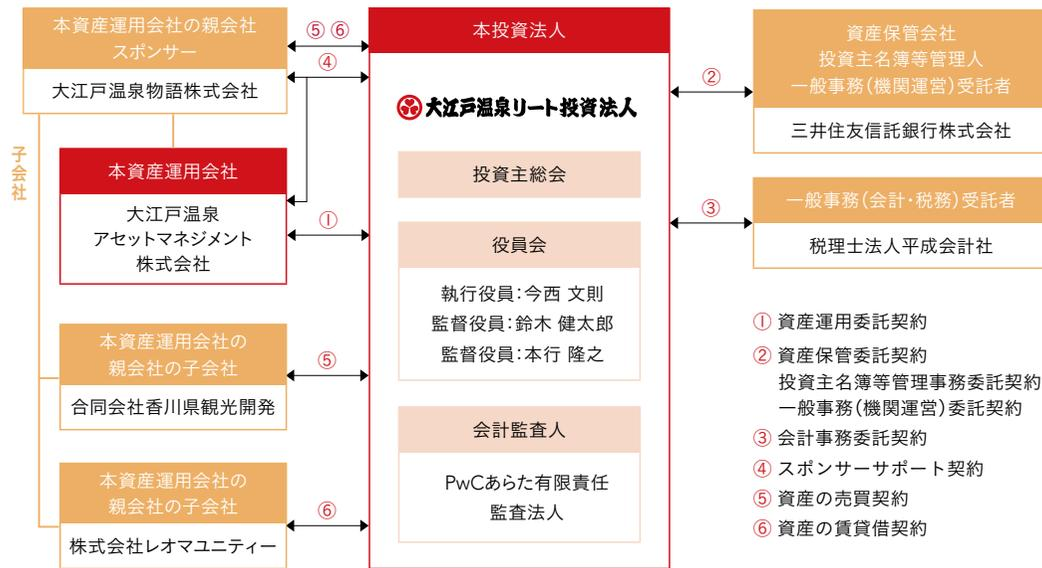 本資産運用会社の親会社
スポンサー
大江戸温泉物語株式会社
子会社
本資産運用会社
大江戸温泉
アセットマネジメント
株式会社
本資産運用会社の
親会社の子会社
合同会社香川県観光開発
本資産運用会社の
親会社の子会社
株式会社レオマユニティー
⑤ ⑥
④
①
⑤
⑥
本投資法人
大江戸温泉リート投資法人
投資主総会
役員会
執行役員:今西 文則
監督役員:鈴木 健太郎
監督役員:本行 隆之
会計監査人
PwCあらた有限責任
監査法人
②
③
資産保管会社
投資主名簿等管理人
一般事務(機関運営)受託者
三井住友信託銀行株式会社
一般事務(会計・税務)受託者
税理士法人平成会計社
① 資産運用委託契約
② 資産保管委託契約
投資主名簿等管理事務委託契約
一般事務(機関運営)委託契約
③ 会計事務委託契約
④ スポンサーサポート契約
⑤ 資産の売買契約
⑥ 資産の賃貸借契約